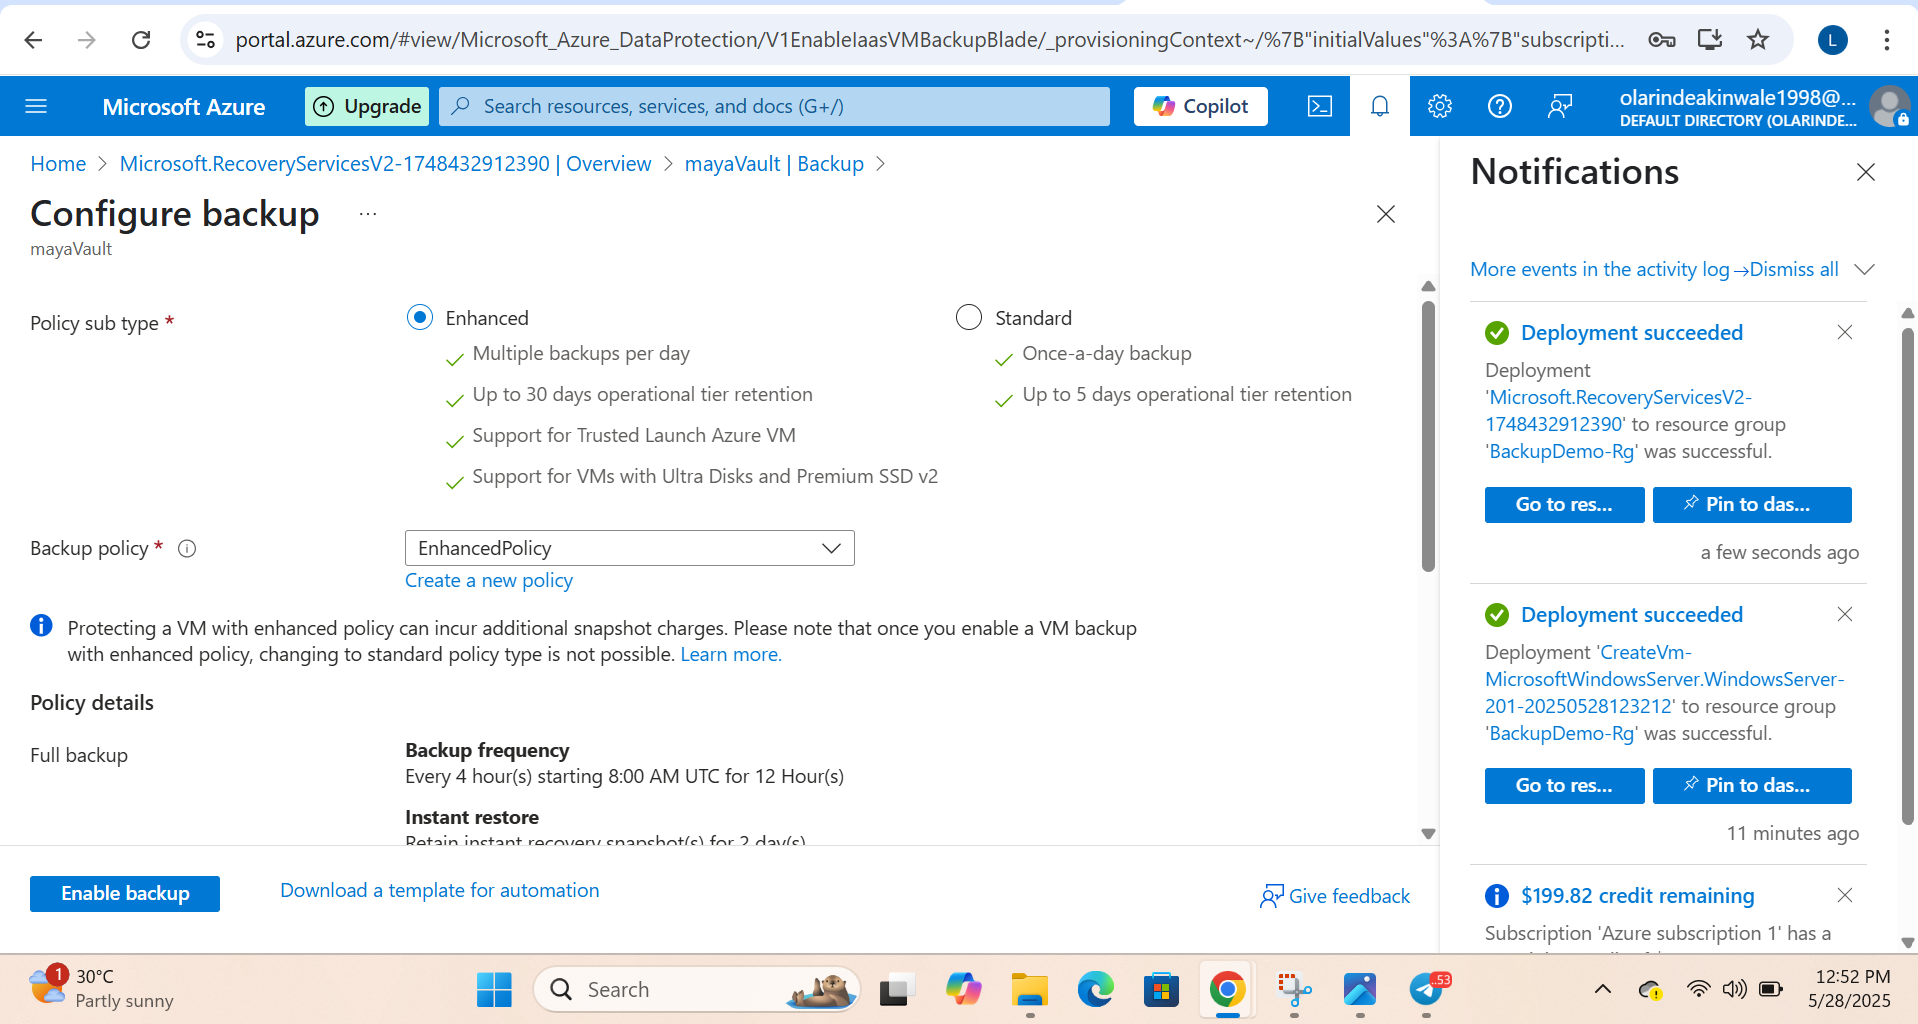 portal.azure.com/#view/Microsoft_Azure_DataProtection/V1EnableIaasVMBackupBlade/_provisioningContext~/%7B"initialValues"%3A%7B"subscripti...
L
Microsoft Azure
Upgrade
Search resources, services, and docs (G+/)
Copilot
olarindeakinwale1998@...
DEFAULT DIRECTORY (OLARINDE...
Home > Microsoft.RecoveryServicesV2-1748432912390 | Overview > mayaVault | Backup >
Configure backup ...
mayaVault
Policy sub type *
Enhanced
Multiple backups per day
Up to 30 days operational tier retention
Support for Trusted Launch Azure VM
Support for VMs with Ultra Disks and Premium SSD v2
Standard
Once-a-day backup
Up to 5 days operational tier retention
Backup policy *
EnhancedPolicy
Create a new policy
Protecting a VM with enhanced policy can incur additional snapshot charges. Please note that once you enable a VM backup
with enhanced policy, changing to standard policy type is not possible. Learn more.
Policy details
Full backup
Backup frequency
Every 4 hour(s) starting 8:00 AM UTC for 12 Hour(s)
Instant restore
Retain instant recovery snapshot(s) for 2 day(s)
Enable backup
Download a template for automation
Give feedback
Notifications
More events in the activity log →
Dismiss all
Deployment succeeded
Deployment
'Microsoft.RecoveryServicesV2-
1748432912390' to resource group
'BackupDemo-Rg' was successful.
Go to res...
Pin to das...
a few seconds ago
Deployment succeeded
Deployment 'CreateVm-
MicrosoftWindowsServer.WindowsServer-
201-20250528123212' to resource group
'BackupDemo-Rg' was successful.
Go to res...
Pin to das...
11 minutes ago
$199.82 credit remaining
Subscription 'Azure subscription 1' has a
1
30°C
Partly sunny
Search
53
12:52 PM
5/28/2025